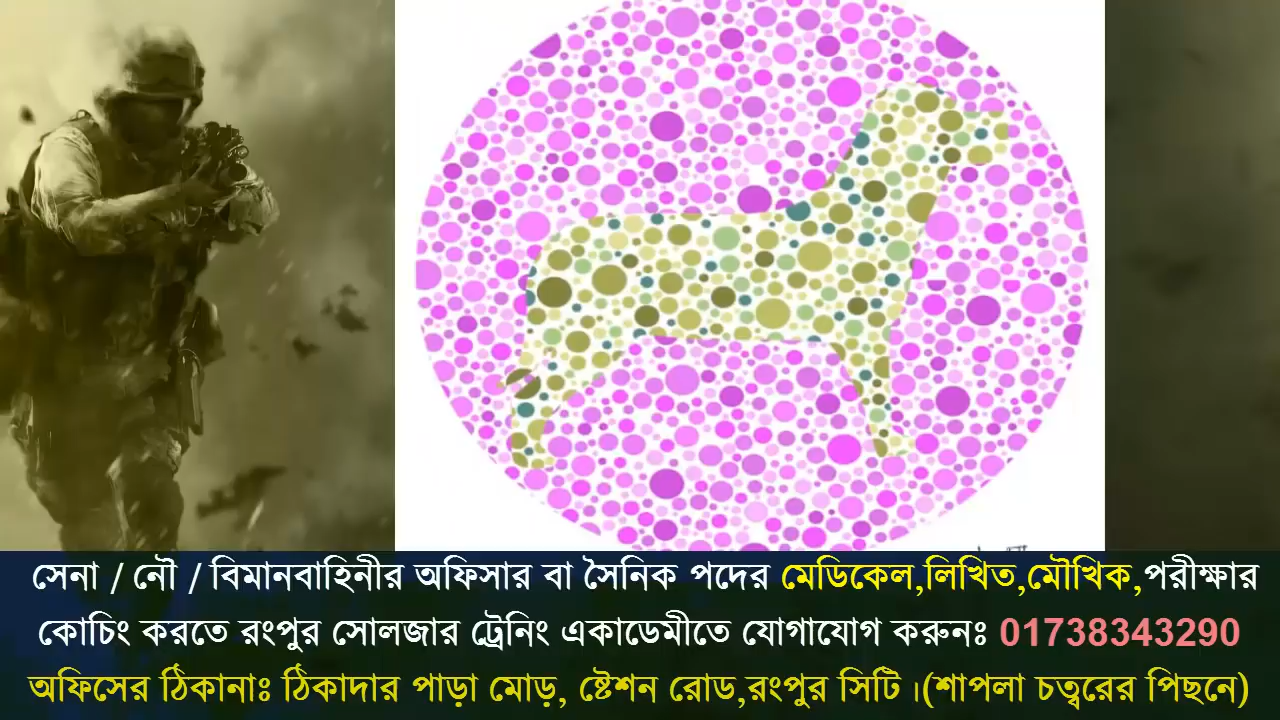 সেনা / নৌ / বিমানবাহিনীর অফিসার বা সৈনিক পদের মেডিকেল,লিখিত,মৌখিক,পরীক্ষার
কোচিং করতে রংপুর সোলজার ট্রেনিং একাডেমীতে যোগাযোগ করুনঃ 01738343290
অফিসের ঠিকানাঃ ঠিকাদার পাড়া মোড়, ষ্টেশন রোড,রংপুর সিটি।(শাপলা চত্বরের পিছনে)